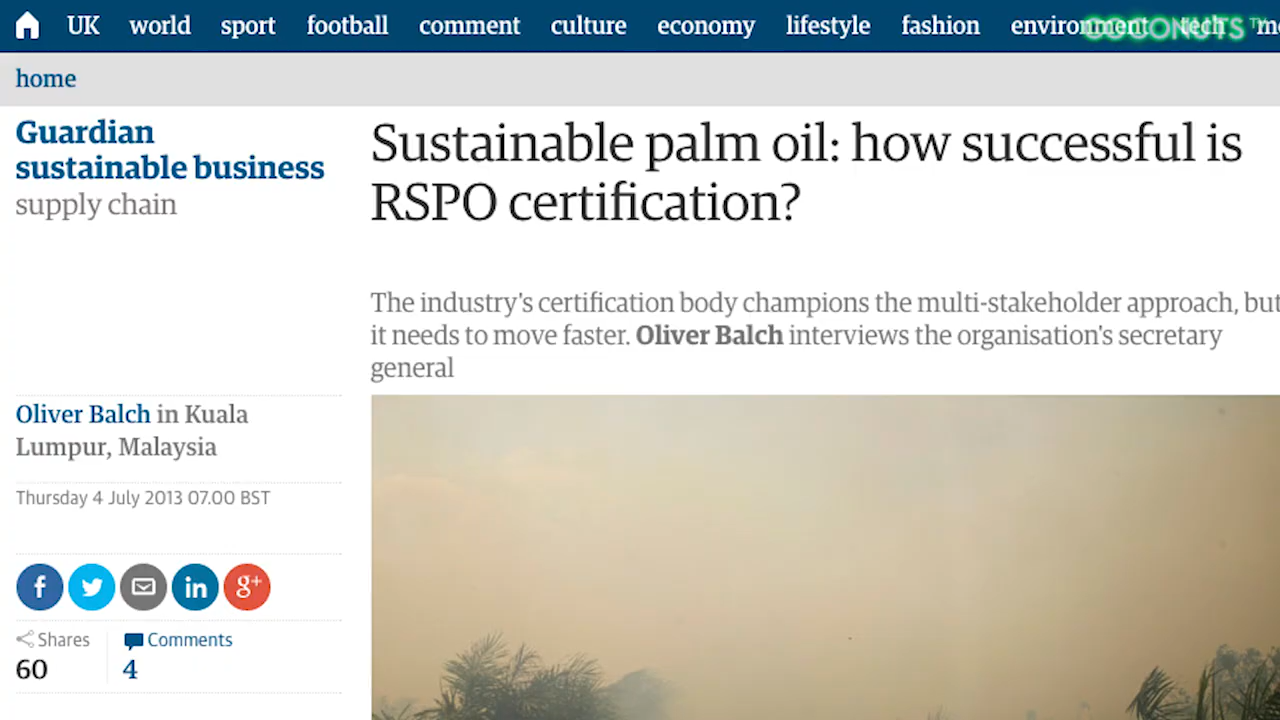 UK world sport football comment culture economy lifestyle fashion environment tech
COCONUTS™
home
Guardian
sustainable business
supply chain
Sustainable palm oil: how successful is
RSPO certification?
The industry's certification body champions the multi-stakeholder approach, but
it needs to move faster. Oliver Balch interviews the organisation's secretary
general
Oliver Balch in Kuala
Lumpur, Malaysia
Thursday 4 July 2013 07.00 BST
f in g+
Shares Comments
60 4